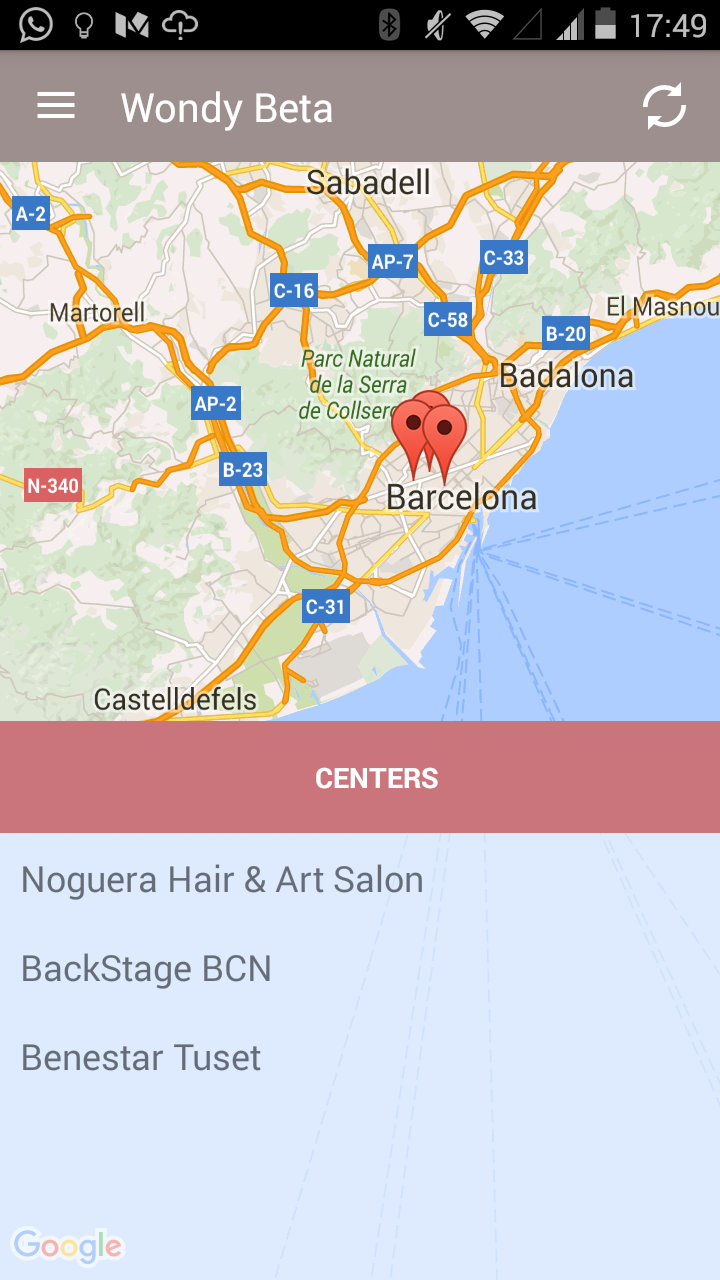 17:49
Wondy Beta
Sabadell
A-2
AP-7
C-33
C-16
Martorell
El Masnou
C-58
B-20
Parc Natural
de la Serra
de Collser
Badalona
AP-2
B-23
N-340
Barcelona
C-31
Castelldefels
CENTERS
Noguera Hair & Art Salon
BackStage BCN
Benestar Tuset
Google